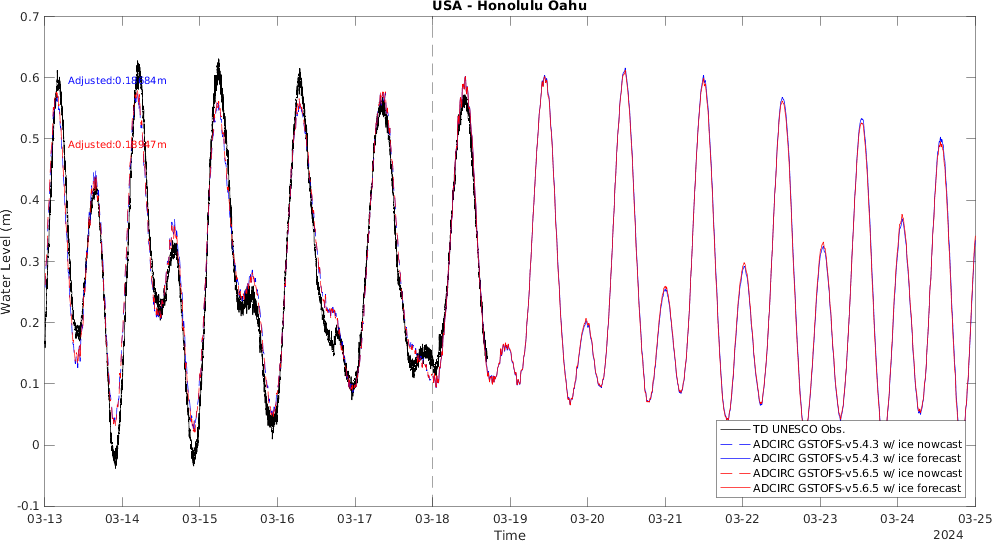 USA - Honolulu Oahu
0.7
0.6
0.5
0.4
0.3
0.2
0.1
0
-0.1
Water Level (m)
Adjusted:0.18684m
Adjusted:0.18947m
TD UNESCO Obs.
ADCIRC GSTOFS-v5.4.3 w/ ice nowcast
ADCIRC GSTOFS-v5.4.3 w/ ice forecast
ADCIRC GSTOFS-v5.6.5 w/ ice nowcast
ADCIRC GSTOFS-v5.6.5 w/ ice forecast
03-13 03-14 03-15 03-16 03-17 03-18 03-19 03-20 03-21 03-22 03-23 03-24 03-25
Time
2024